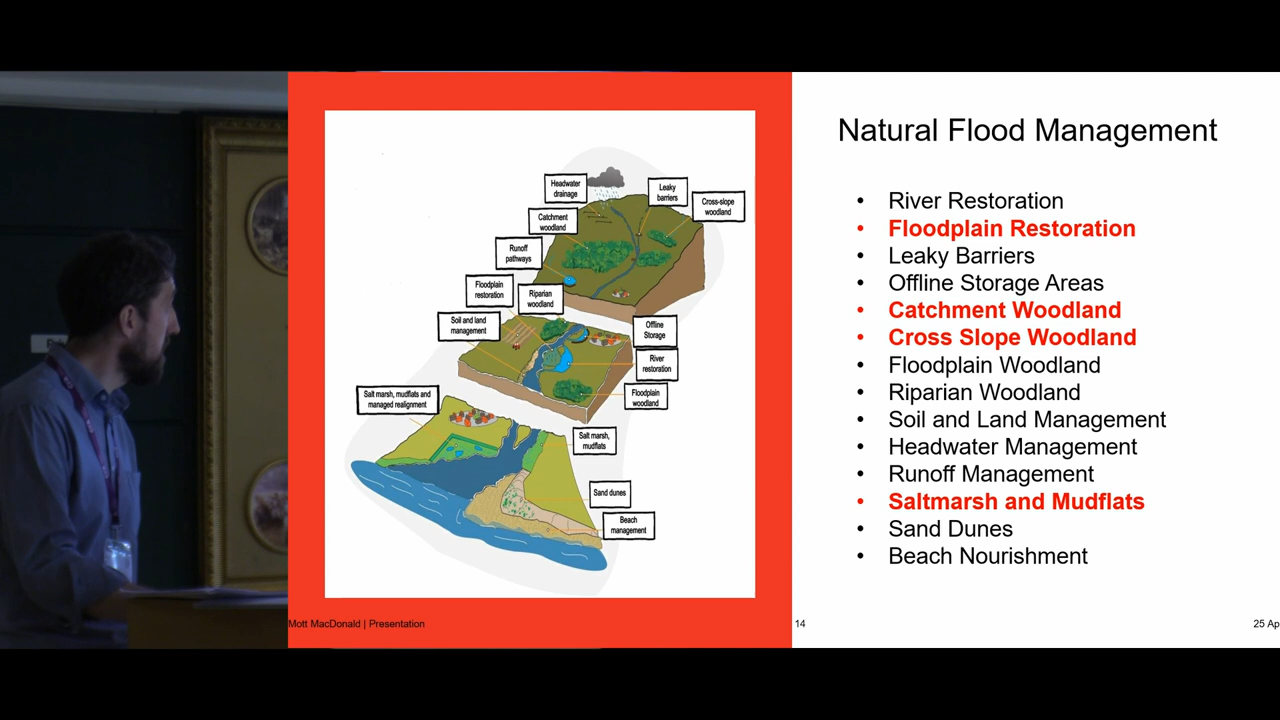 Headwater
drainage
Leaky
barriers
Cross-slope
woodland
Catchment
woodland
Runoff
pathways
Floodplain
restoration
Riparian
woodland
Soil and land
management
Offline
Storage
River
restoration
Floodplain
woodland
Salt marsh, mudflats and
managed realignment
Salt marsh,
mudflats
Sand dunes
Beach
management
Natural Flood Management
• River Restoration
• Floodplain Restoration
• Leaky Barriers
• Offline Storage Areas
• Catchment Woodland
• Cross Slope Woodland
• Floodplain Woodland
• Riparian Woodland
• Soil and Land Management
• Headwater Management
• Runoff Management
• Saltmarsh and Mudflats
• Sand Dunes
• Beach Nourishment
Mott MacDonald | Presentation
14
25 Ap